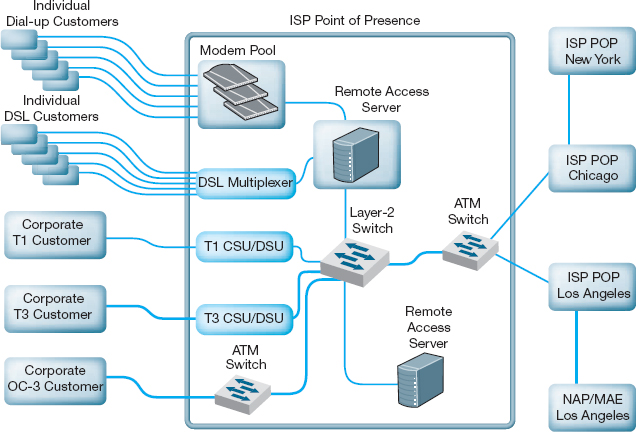 Individual
Dial-up Customers
ISP Point of Presence
Modem Pool
ISP POP
New York
Remote Access
Server
Individual
DSL Customers
DSL Multiplexer
ISP POP
Chicago
Layer-2
Switch
ATM
Switch
Corporate
T1 Customer
T1 CSU/DSU
ISP POP
Los Angeles
Corporate
T3 Customer
T3 CSU/DSU
Remote
Access
Server
ATM
Switch
Corporate
OC-3 Customer
NAP/MAE
Los Angeles